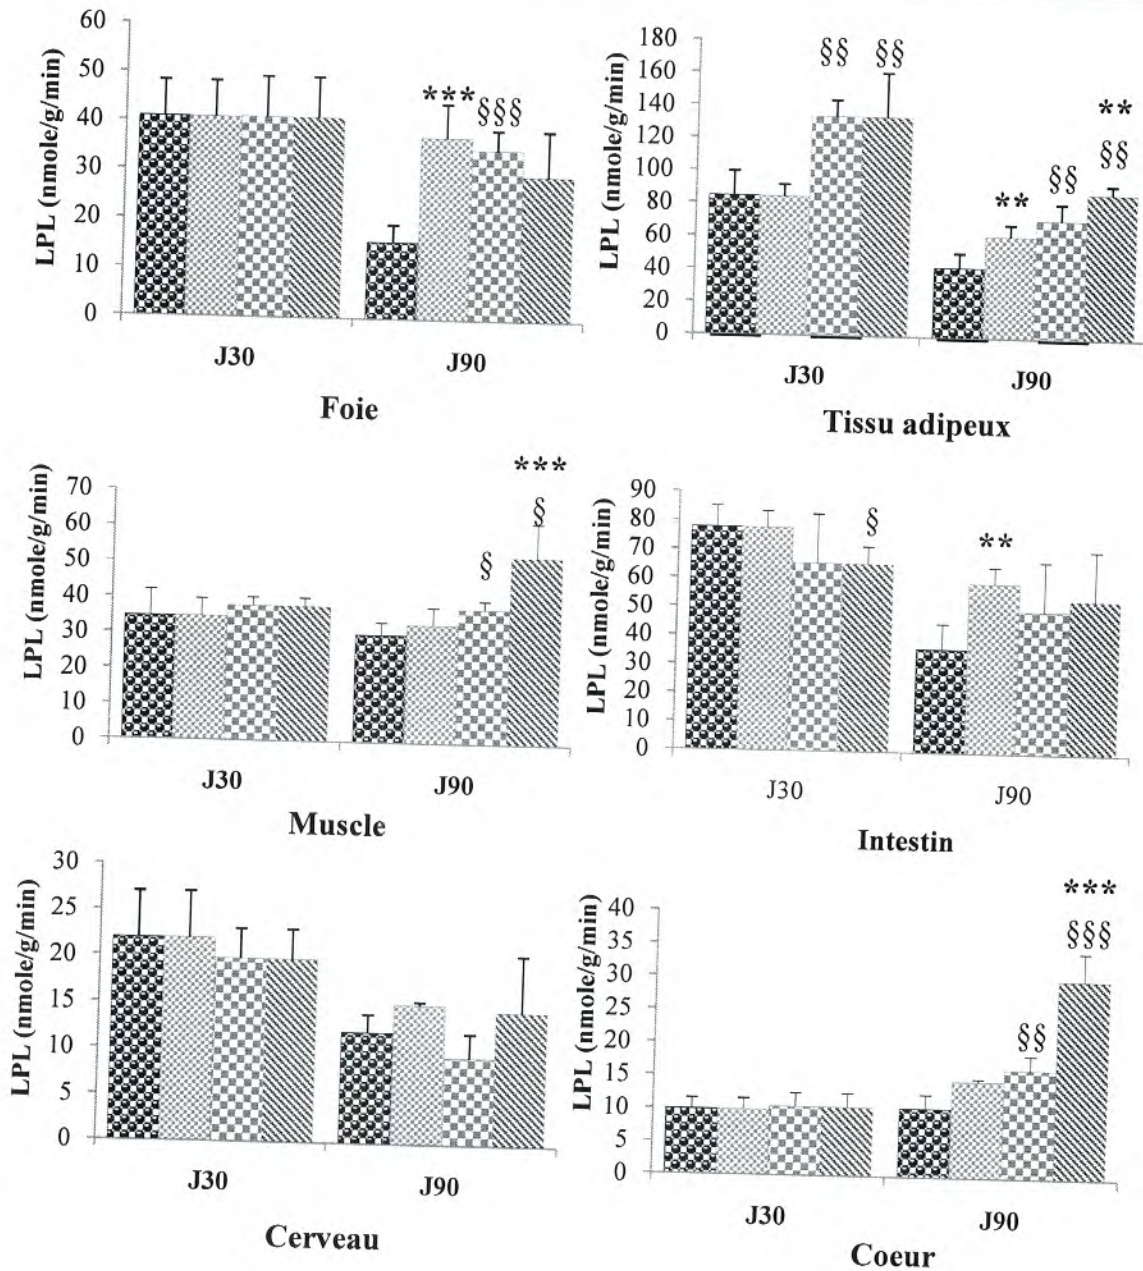 LPL (nmole/g/min)
60
50
40
30
20
10
0
***
§§§
J30
J90
Foie
LPL (nmole/g/min)
180
160
140
120
100
80
60
40
20
0
§§
§§
**
§§
**
§§
J30
J90
Tissu adipeux
LPL (nmole/g/min)
70
60
50
40
30
20
10
0
§
***
§
J30
J90
Muscle
LPL (nmole/g/min)
90
80
70
60
50
40
30
20
10
0
§
**
J30
J90
Intestin
LPL (nmole/g/min)
30
25
20
15
10
5
0
J30
J90
Cerveau
LPL (nmole/g/min)
40
35
30
25
20
15
10
5
0
§§
***
§§§
J30
J90
Coeur